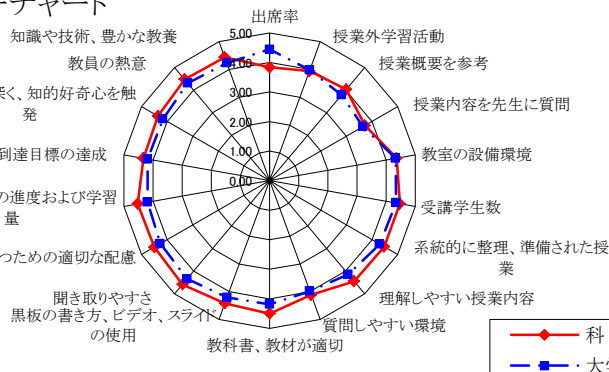 ーチャート
出席率
授業外学習活動
授業概要を参考
授業内容を先生に質問
教室の設備環境
受講学生数
系統的に整理、準備された授
業
理解しやすい授業内容
質問しやすい環境
教科書、教材が適切
黒板の書き方、ビデオ、スライド
の使用
聞き取りやすさ
つための適切な配慮
の進度および学習
量
到達目標の達成
く、知的好奇心を触
発
教員の熱意
知識や技術、豊かな教養
5.00
4.00
3.00
2.00
1.00
0.00
科
大